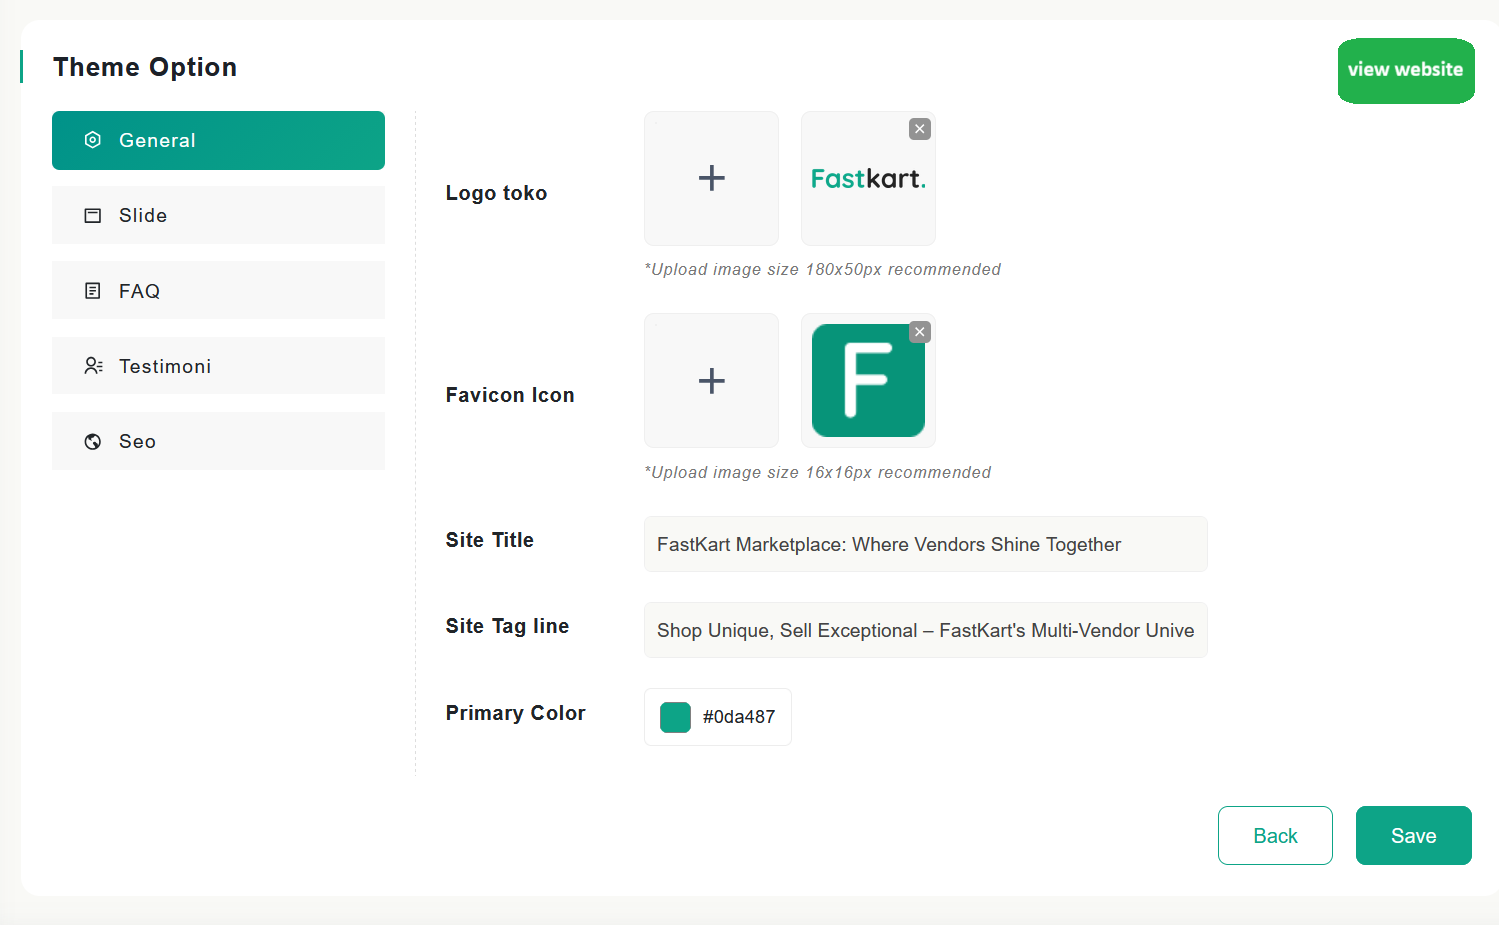 Theme Option
view website
General
Slide
FAQ
Testimoni
Seo
Logo toko
Fastkart.
*Upload image size 180x50px recommended
Favicon Icon
F
*Upload image size 16x16px recommended
Site Title
FastKart Marketplace: Where Vendors Shine Together
Site Tag line
Shop Unique, Sell Exceptional – FastKart's Multi-Vendor Unive
Primary Color
#0da487
Back
Save